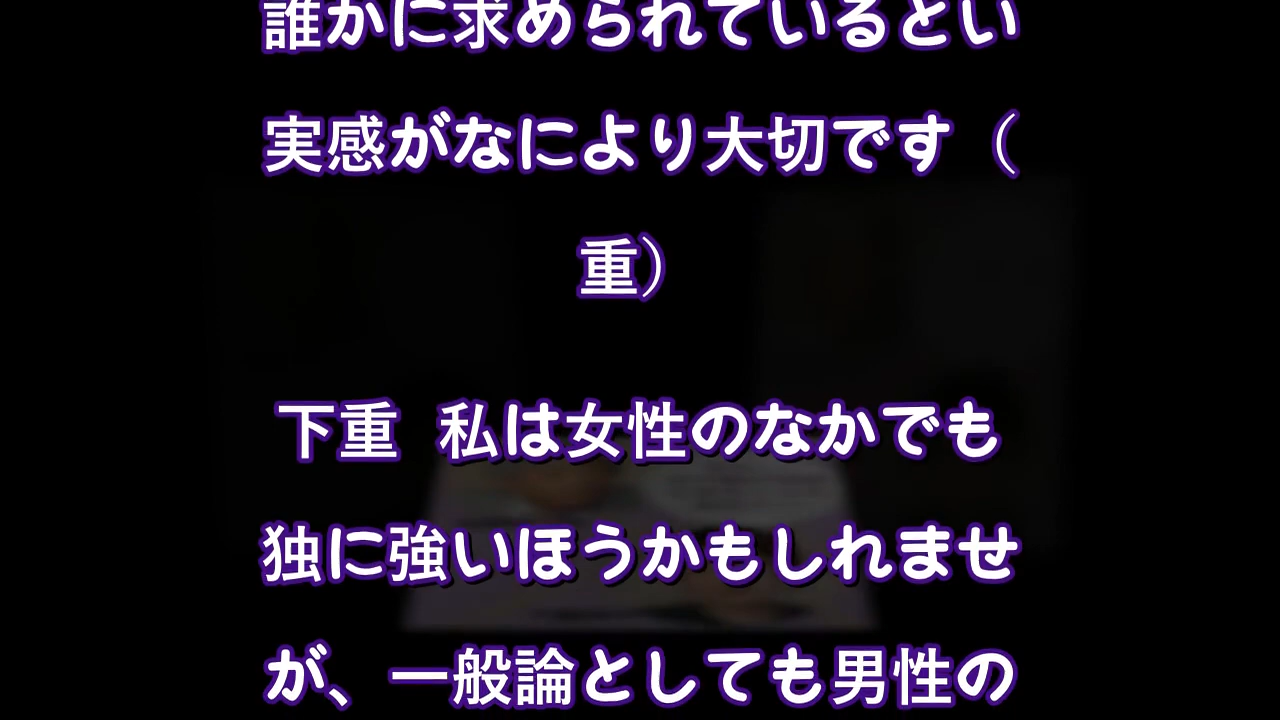 誰かに求められているとい
実感がなにより大切です（
重）
下重 私は女性のなかでも
独に強いほうかもしれませ
が、一般論としても男性の